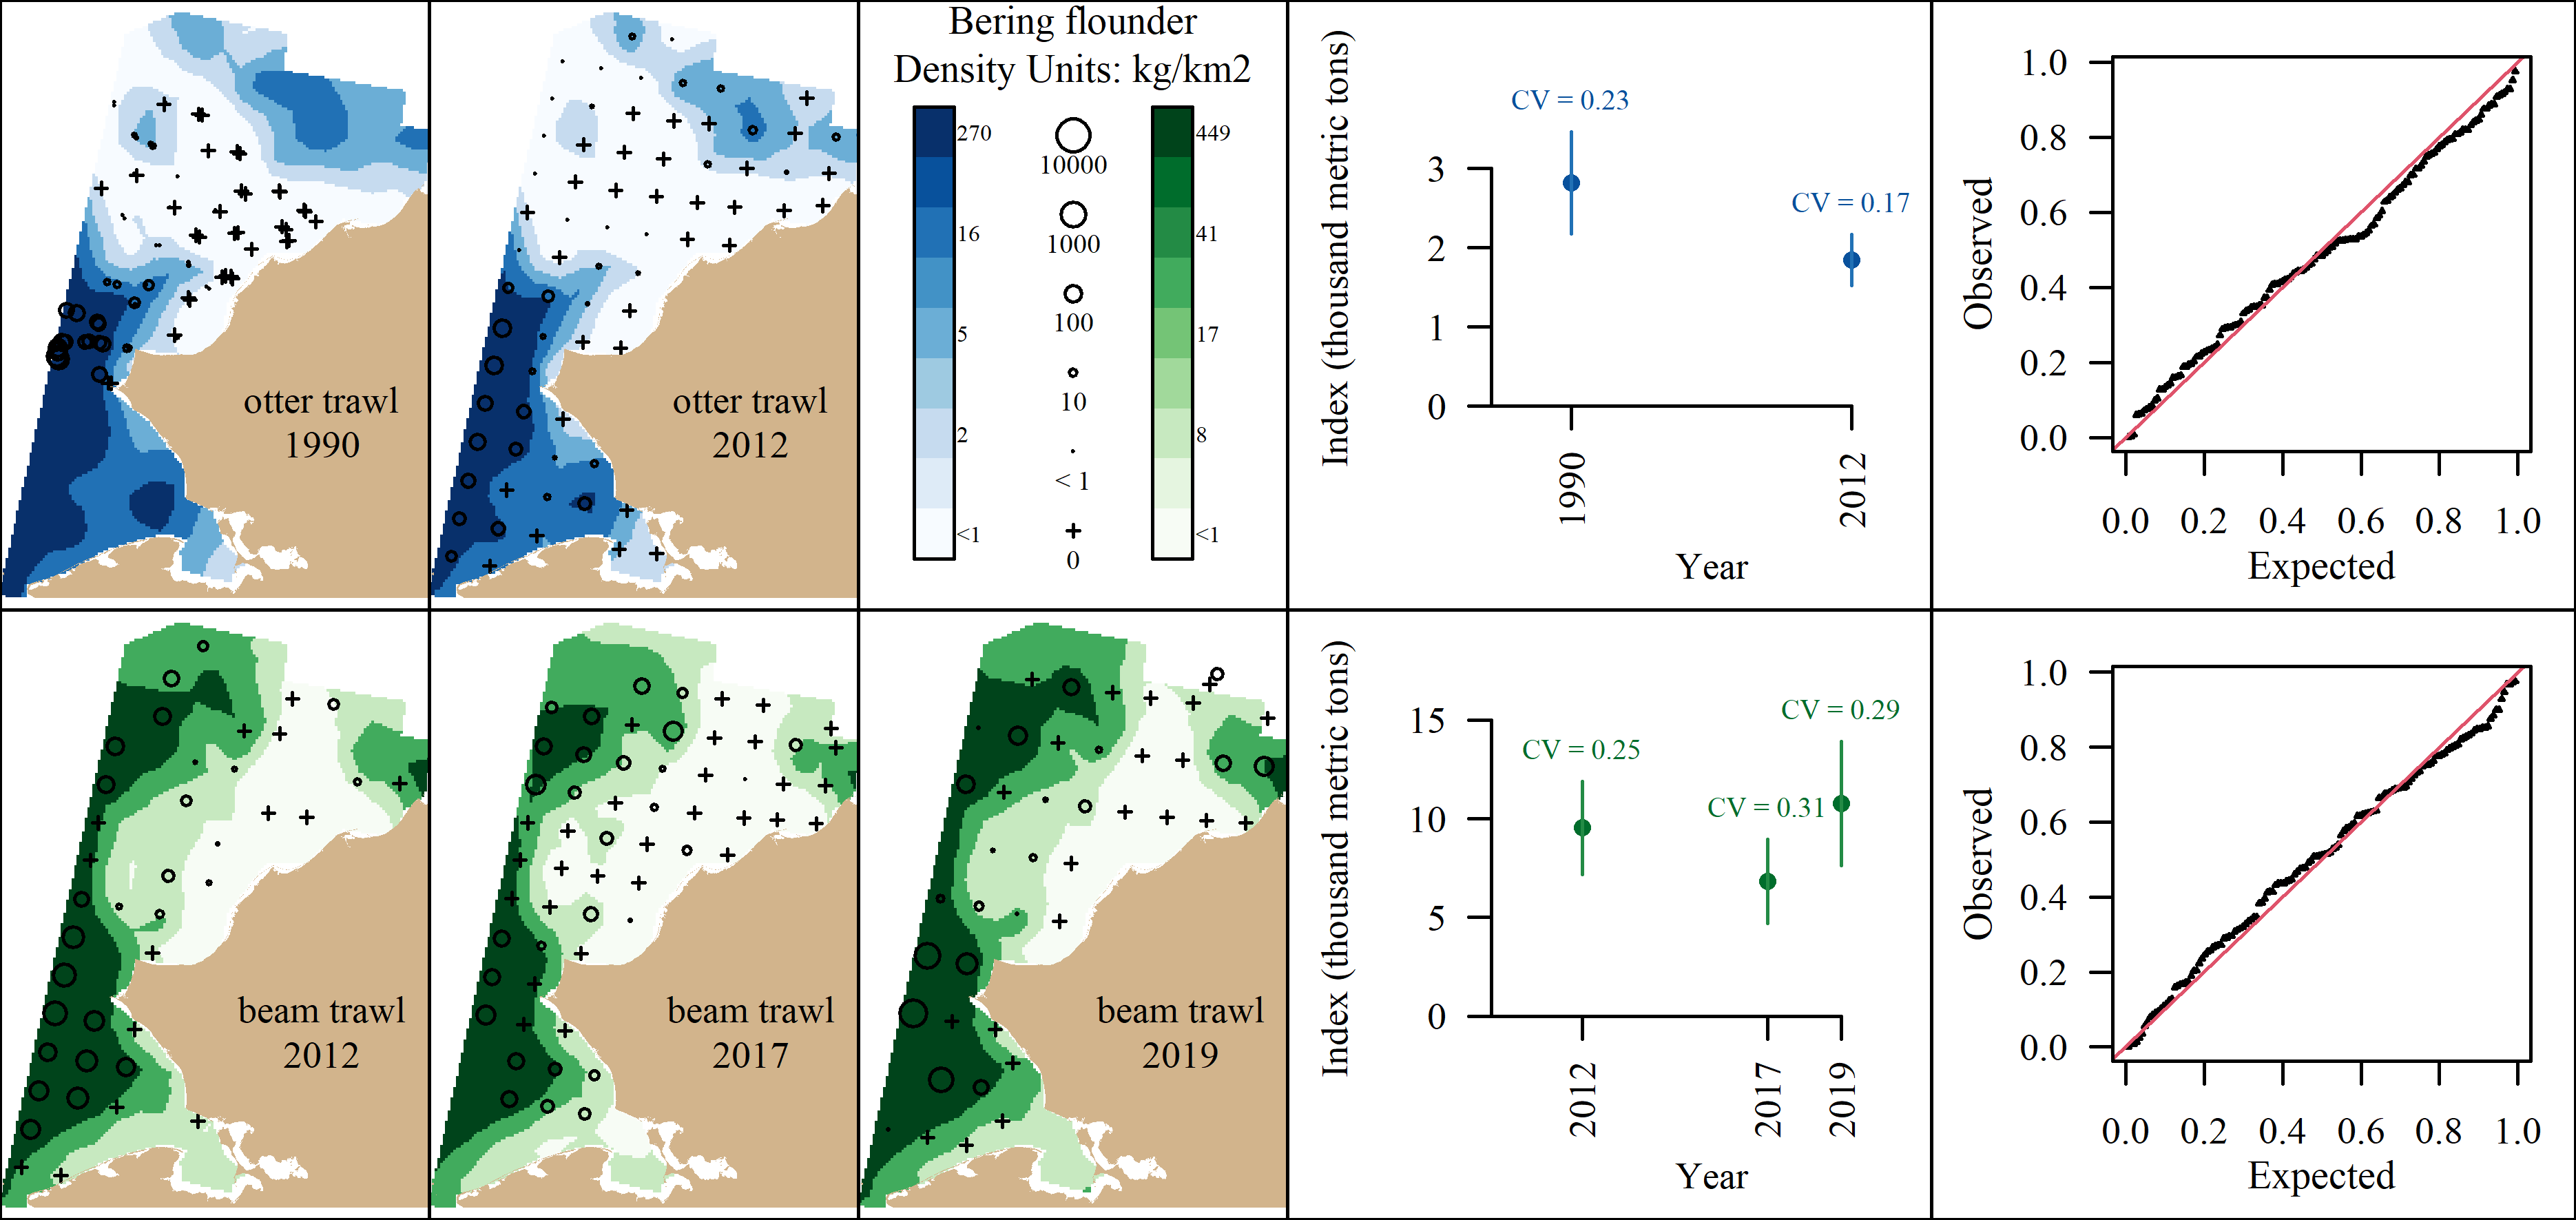 otter trawl
1990
otter trawl
2012
Bering flounder
Density Units: kg/km2
270
16
5
2
<1
10000
1000
100
10
< 1
0
449
41
17
8
<1
Index (thousand metric tons)
3
2
1
0
CV = 0.23
CV = 0.17
1990
2012
Year
Observed
1.0
0.8
0.6
0.4
0.2
0.0
0.0 0.2 0.4 0.6 0.8 1.0
Expected
beam trawl
2012
beam trawl
2017
beam trawl
2019
Index (thousand metric tons)
15
10
5
0
CV = 0.25
CV = 0.31
CV = 0.29
2012
2017
2019
Year
Observed
1.0
0.8
0.6
0.4
0.2
0.0
0.0 0.2 0.4 0.6 0.8 1.0
Expected